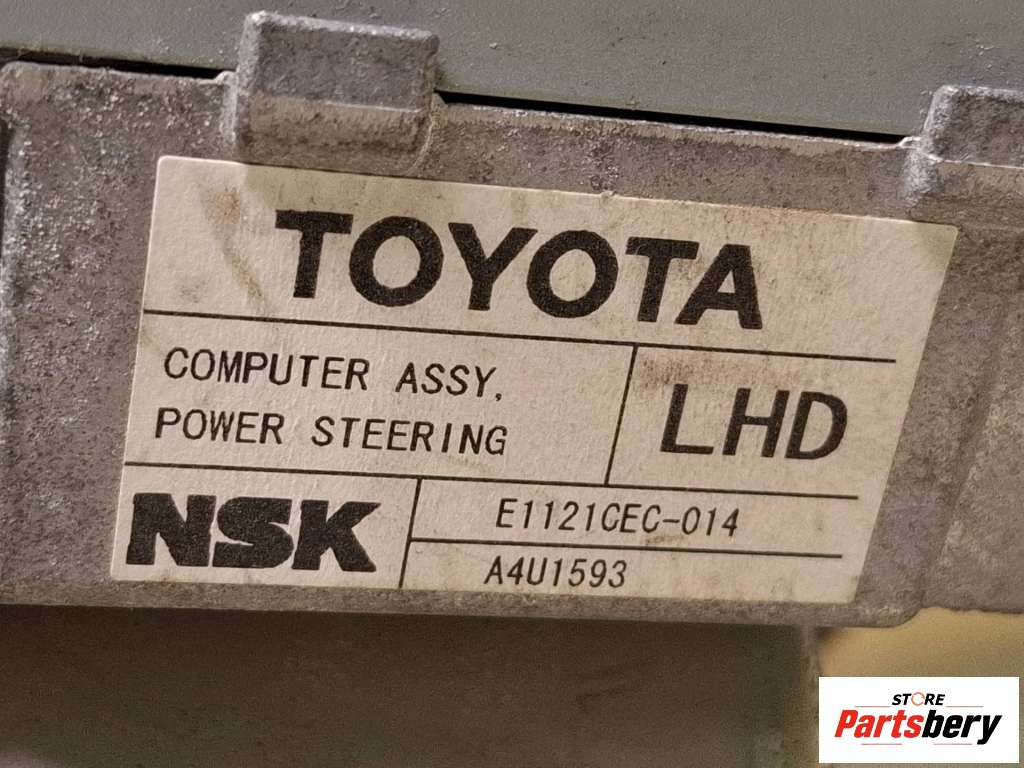 TOYOTA
COMPUTER ASSY,
POWER STEERING
LHD
NSK
E1121CEC-014
A4U1593
STORE
Partsbery